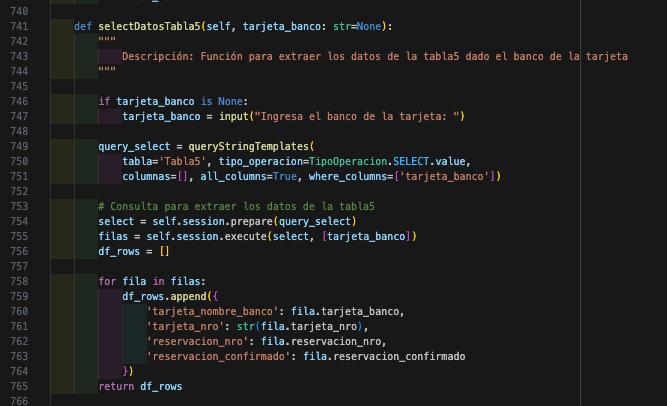 740
741 def selectDatosTabla5(self, tarjeta_banco: str=None):
742 """
743 Descripción: Función para extraer los datos de la tabla5 dado el banco de la tarjeta
744 """
745
746 if tarjeta_banco is None:
747 tarjeta_banco = input("Ingresa el banco de la tarjeta: ")
748
749 query_select = queryStringTemplates(
750 tabla='Tabla5', tipo_operacion=TipoOperacion.SELECT.value,
751 columnas=[], all_columns=True, where_columns=['tarjeta_banco'])
752
753 # Consulta para extraer los datos de la tabla5
754 select = self.session.prepare(query_select)
755 filas = self.session.execute(select, [tarjeta_banco])
756 df_rows = []
757
758 for fila in filas:
759 df_rows.append({
760 'tarjeta_nombre_banco': fila.tarjeta_banco,
761 'tarjeta_nro': str(fila.tarjeta_nro),
762 'reservacion_nro': fila.reservacion_nro,
763 'reservacion_confirmado': fila.reservacion_confirmado
764 })
765 return df_rows
766